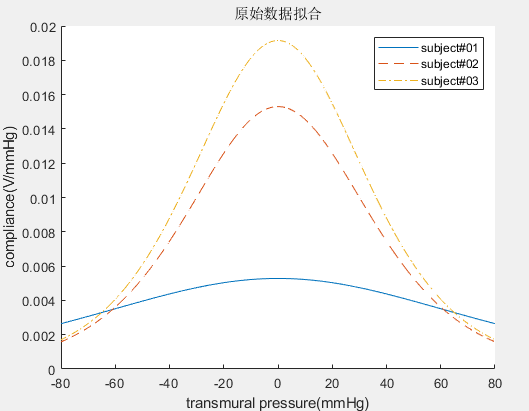 原始数据拟合
subject#01
subject#02
subject#03
compliance(V/mmHg)
0.02
0.018
0.016
0.014
0.012
0.01
0.008
0.006
0.004
0.002
0
-80 -60 -40 -20 0 20 40 60 80
transmural pressure(mmHg)